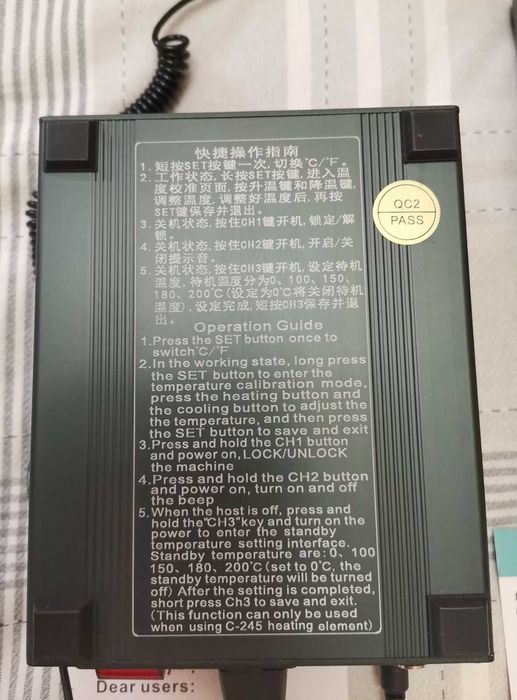 快捷操作指南
1. 短按SET按键一次，切换℃/℉。
2. 工作状态，长按SET按键，进入温
度校准页面，按升温键和降温键，
调整温度，调整好温度后，再按
SET键保存并退出。
3. 关机状态，按住CH1键开机，锁定/解
锁。
4. 关机状态，按住CH2键开机，开启/关
闭提示音。
5. 关机状态，按住CH3键开机，设定待机
温度，待机温度分为0、100、150、
180、200℃(设定为0℃将关闭待机
温度)，设定完成，短按CH3保存并退
出。
Operation Guide
1.Press the SET button once to
switch℃/℉
2.In the working state, long press
the SET button to enter the
temperature calibration mode,
press the heating button and
the cooling button to adjust the
the temperature, and then press
the SET button to save and exit
3.Press and hold the CH1 button
and power on, LOCK/UNLOCK
the machine
4.Press and hold the CH2 button
and power on, turn on and off
the beep
5.When the host is off, press and
hold the"CH3"key and turn on the
power to enter the standby
temperature setting interface.
Standby temperature are: 0、100
150、180、200℃ (set to 0℃, the
standby temperature will be turned
off) After the setting is completed,
short press Ch3 to save and exit.
(This function can only be used
when using C-245 heating element)
QC2
PASS
Dear users: